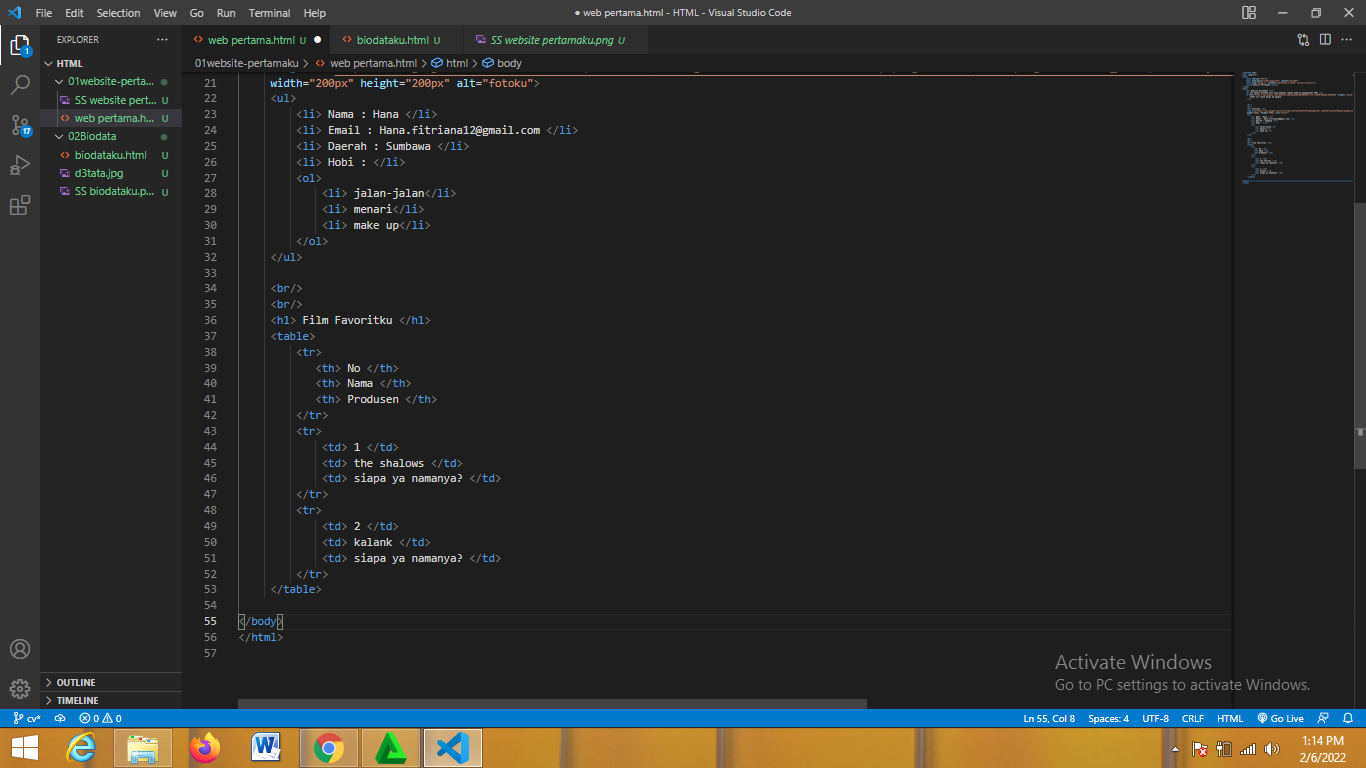 File Edit Selection View Go Run Terminal Help
● web pertama.html - HTML - Visual Studio Code
EXPLORER ···
web pertama.html U ●
biodataku.html U
SS website pertamaku.png U
HTML
01website-pertamaku > web pertama.html > html > body
01website-perta...
SS website pert... U
web pertama.h... U
02Biodata
biodataku.html U
d3tata.jpg U
SS biodataku.p... U
1
17
21 width="200px" height="200px" alt="fotoku">
22 <ul>
23 <li> Nama : Hana </li>
24 <li> Email : Hana.fitriana12@gmail.com </li>
25 <li> Daerah : Sumbawa </li>
26 <li> Hobi : </li>
27 <ol>
28 <li> jalan-jalan</li>
29 <li> menari</li>
30 <li> make up</li>
31 </ol>
32 </ul>
33
34 <br/>
35 <br/>
36 <h1> Film Favoritku </h1>
37 <table>
38 <tr>
39 <th> No </th>
40 <th> Nama </th>
41 <th> Produsen </th>
42 </tr>
43 <tr>
44 <td> 1 </td>
45 <td> the shalows </td>
46 <td> siapa ya namanya? </td>
47 </tr>
48 <tr>
49 <td> 2 </td>
50 <td> kalank </td>
51 <td> siapa ya namanya? </td>
52 </tr>
53 </table>
54
55 </body>
56 </html>
57
OUTLINE
TIMELINE
Activate Windows
Go to PC settings to activate Windows.
cv* 0 0
Ln 55, Col 8 Spaces: 4 UTF-8 CRLF HTML Go Live
1:14 PM
2/6/2022